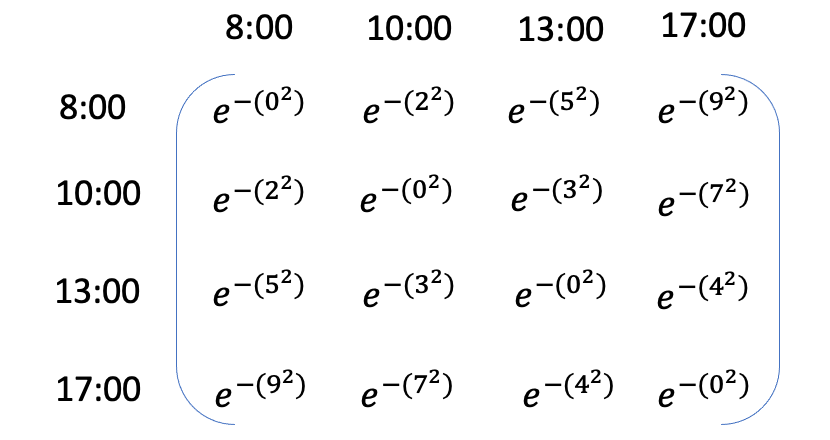 8:00 10:00 13:00 17:00
8:00 e^{-(0^2)} e^{-(2^2)} e^{-(5^2)} e^{-(9^2)}
10:00 e^{-(2^2)} e^{-(0^2)} e^{-(3^2)} e^{-(7^2)}
13:00 e^{-(5^2)} e^{-(3^2)} e^{-(0^2)} e^{-(4^2)}
17:00 e^{-(9^2)} e^{-(7^2)} e^{-(4^2)} e^{-(0^2)}